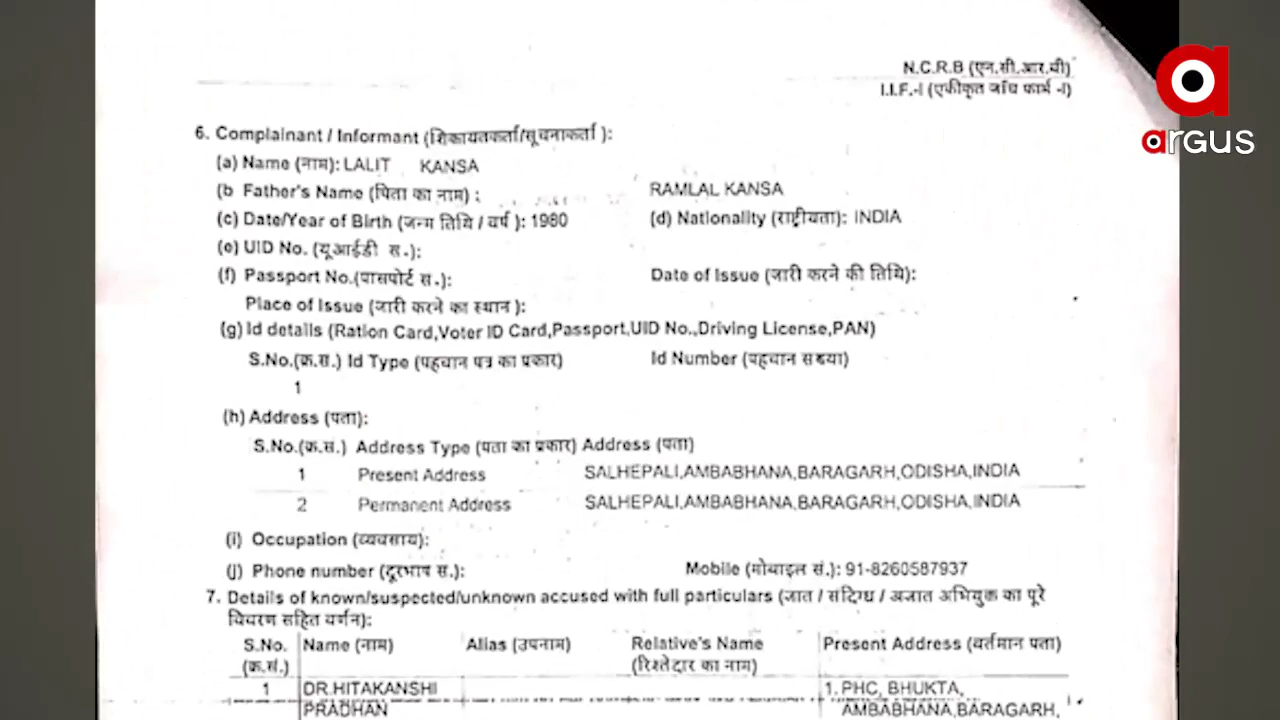 argus
N.C.R.B (एन.सी.आर.बी)
I.I.F.-I (एकीकृत जाँच फार्म -I)
6. Complainant / Informant (शिकायतकर्ता/सूचनाकर्ता ):
(a) Name (नाम): LALIT KANSA
(b Father's Name (पिता का नाम) : RAMLAL KANSA
(c) Date/Year of Birth (जन्म तिथि / वर्ष ): 1980 (d) Nationality (राष्ट्रीयता): INDIA
(e) UID No. (यूआईडी स.):
(f) Passport No.(पासपोर्ट स.): Date of Issue (जारी करने की तिथि):
Place of Issue (जारी करने का स्थान ):
(g) Id details (Ration Card,Voter ID Card,Passport,UID No.,Driving License,PAN)
S.No.(क्र.स.) Id Type (पहचान पत्र का प्रकार) Id Number (पहचान संख्या)
1
(h) Address (पता):
S.No.(क्र.सं.) Address Type (पता का प्रकार) Address (पता)
1 Present Address SALHEPALI,AMBABHANA,BARAGARH,ODISHA,INDIA
2 Permanent Address SALHEPALI,AMBABHANA,BARAGARH,ODISHA,INDIA
(i) Occupation (व्यवसाय):
(j) Phone number (दूरभाष स.): Mobile (मोबाइल सं.): 91-8260587937
7. Details of known/suspected/unknown accused with full particulars (ज्ञात / संदिग्ध / अज्ञात अभियुक्त का पूरे
विवरण सहित वर्णन):
S.No. Name (नाम) Alias (उपनाम) Relative's Name Present Address (वर्तमान पता)
(क्र.सं.) (रिश्तेदार का नाम)
1 DR.HITAKANSHI 1. PHC, BHUKTA,
PRADHAN AMBABHANA,BARAGARH,